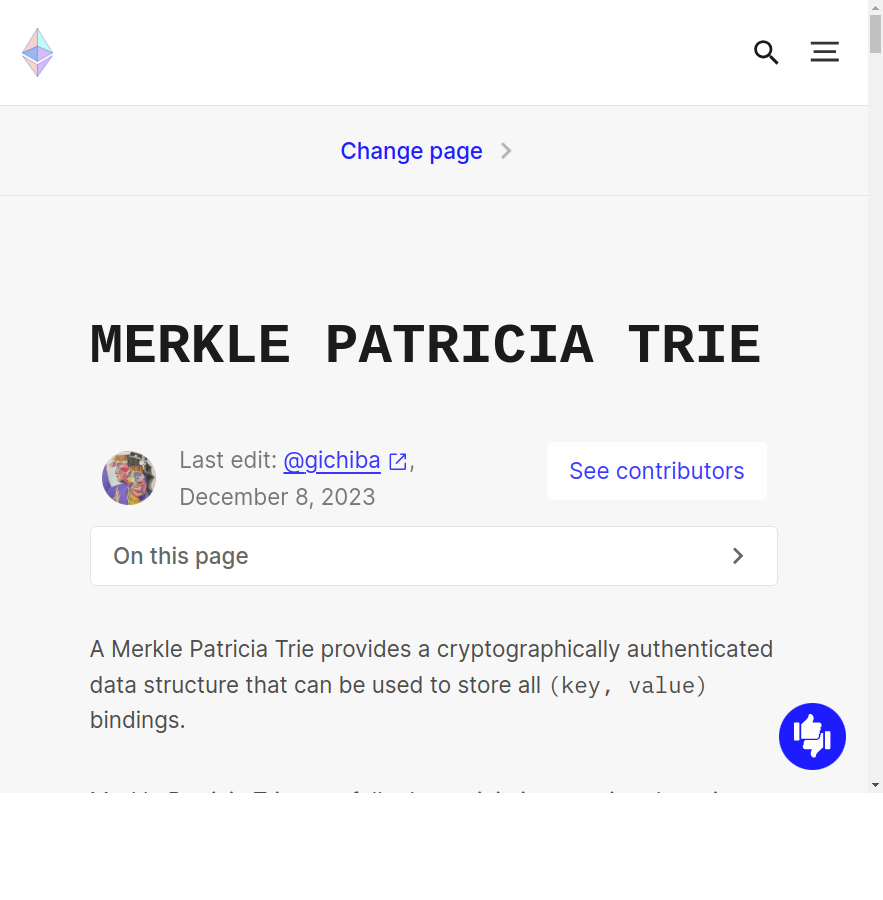 Change page
MERKLE PATRICIA TRIE
Last edit: @gichiba,
December 8, 2023
See contributors
On this page
A Merkle Patricia Trie provides a cryptographically authenticated
data structure that can be used to store all (key, value)
bindings.